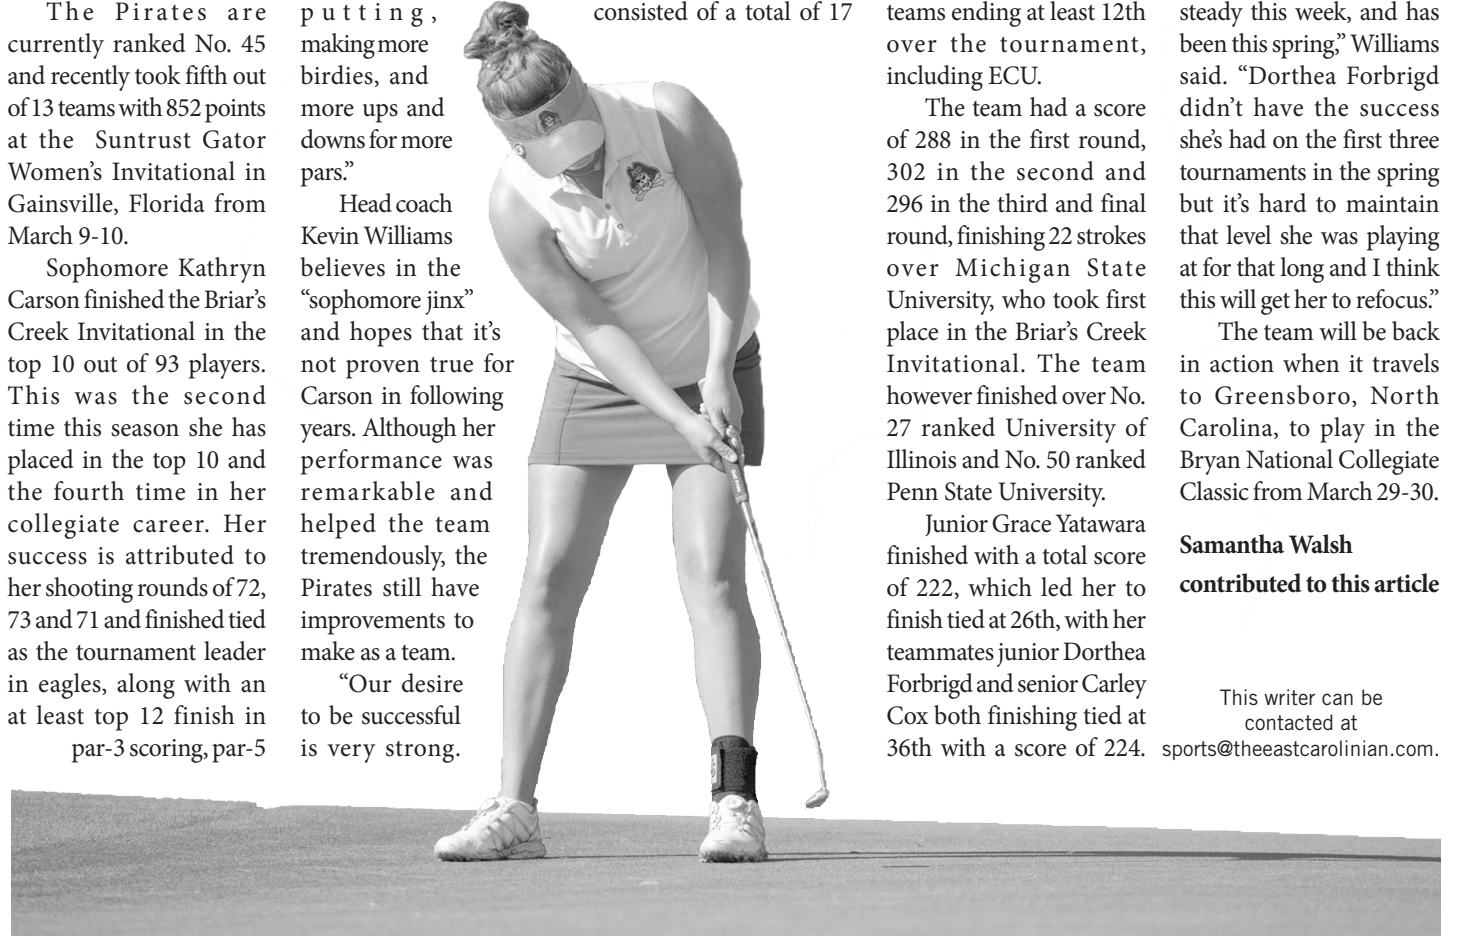 The Pirates are
currently ranked No. 45
and recently took fifth out
of 13 teams with 852 points
at the Suntrust Gator
Women's Invitational in
Gainsville, Florida from
March 9-10.
Sophomore Kathryn
Carson finished the Briar's
Creek Invitational in the
top 10 out of 93 players.
This was the second
time this season she has
placed in the top 10 and
the fourth time in her
collegiate career. Her
success is attributed to
her shooting rounds of 72,
73 and 71 and finished tied
as the tournament leader
in eagles, along with an
at least top 12 finish in
par-3 scoring, par-5
putting,
making more
birdies, and
more ups and
downs for more
pars."
Head coach
Kevin Williams
believes in the
“sophomore jinx”
and hopes that it's
not proven true for
Carson in following
years. Although her
performance was
remarkable and
helped the team
tremendously, the
Pirates still have
improvements to
make as a team.
“Our desire
to be successful
is very strong.
consisted of a total of 17
teams ending at least 12th
over the tournament,
including ECU.
The team had a score
of 288 in the first round,
302 in the second and
296 in the third and final
round, finishing 22 strokes
over Michigan State
University, who took first
place in the Briar's Creek
Invitational. The team
however finished over No.
27 ranked University of
Illinois and No. 50 ranked
Penn State University.
Junior Grace Yatawara
finished with a total score
of 222, which led her to
finish tied at 26th, with her
teammates junior Dorthea
Forbrigd and senior Carley
Cox both finishing tied at
36th with a score of 224.
steady this week, and has
been this spring,” Williams
said. “Dorthea Forbrigd
didn't have the success
she's had on the first three
tournaments in the spring
but it's hard to maintain
that level she was playing
at for that long and I think
this will get her to refocus.”
The team will be back
in action when it travels
to Greensboro, North
Carolina, to play in the
Bryan National Collegiate
Classic from March 29-30.
Samantha Walsh
contributed to this article
This writer can be
contacted at
sports@theeastcarolinian.com.